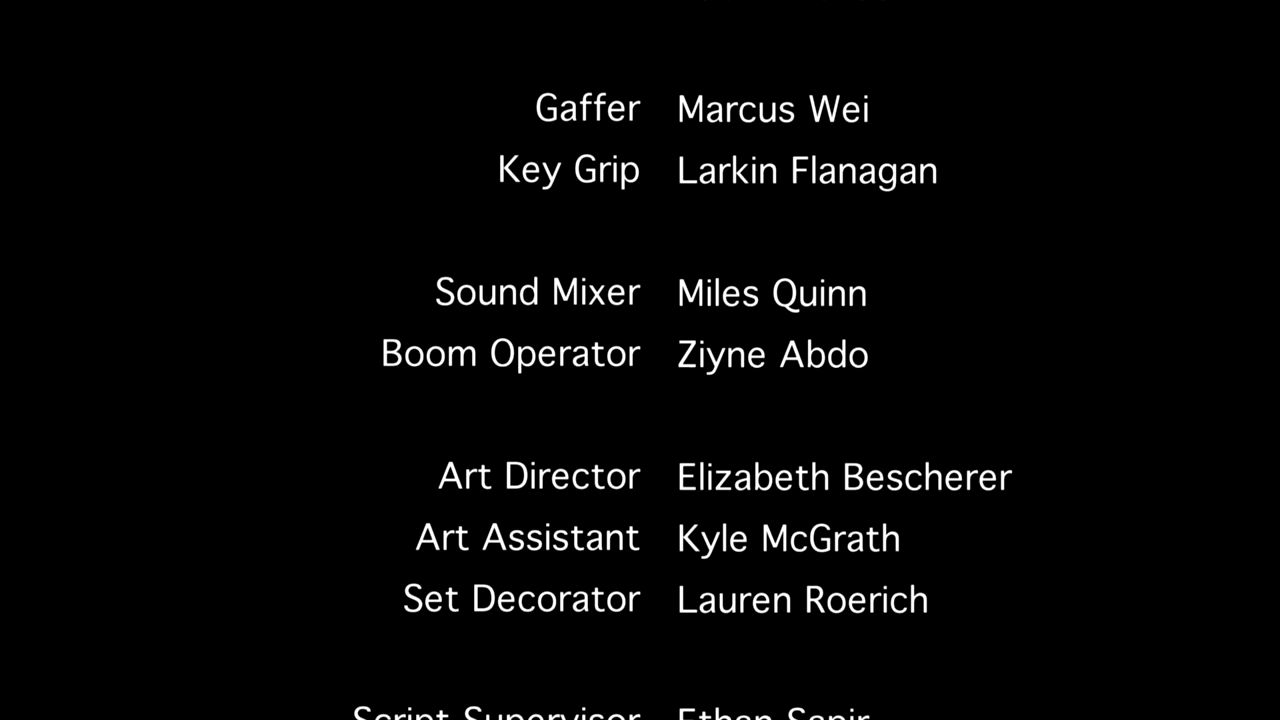 Gaffer Marcus Wei
Key Grip Larkin Flanagan
Sound Mixer Miles Quinn
Boom Operator Ziyne Abdo
Art Director Elizabeth Bescherer
Art Assistant Kyle McGrath
Set Decorator Lauren Roerich
Script Supervisor Ethan Sapir